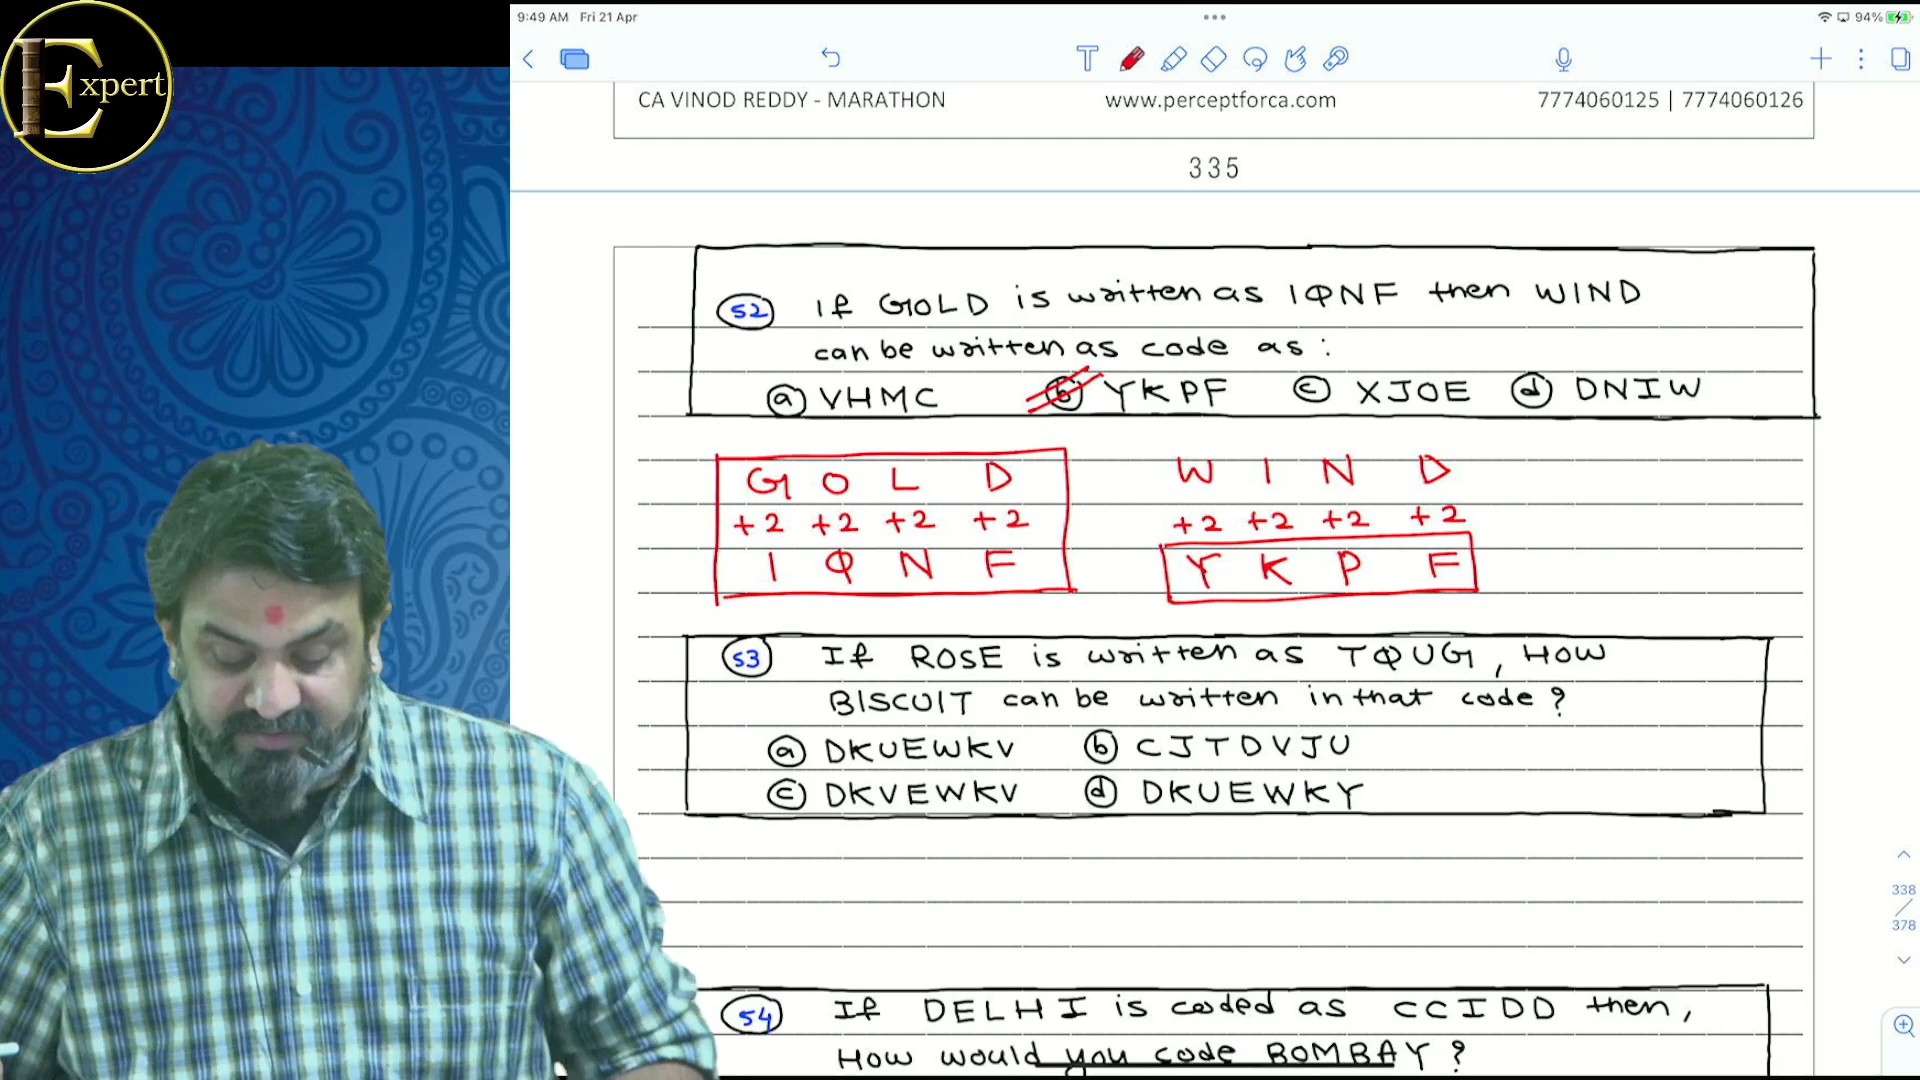 Expert
9:49 AM Fri 21 Apr
94%
CA VINOD REDDY - MARATHON www.perceptforca.com 7774060125 | 7774060126
335
52 If GOLD is written as IQNF then WIND
can be written as code as:
a VHMC b YKPF c XJOE d DNIW
G O L D
+2 +2 +2 +2
I Q N F
W I N D
+2 +2 +2 +2
Y K P F
53 If ROSE is written as TQUG, HOW
BISCUIT can be written in that code?
a DKUEWKV b CJTDVJU
c DKVEWKV d DKUEWKY
54 If DELHI is coded as CCIDD then,
HOW would you code BOMBAY?
338
378